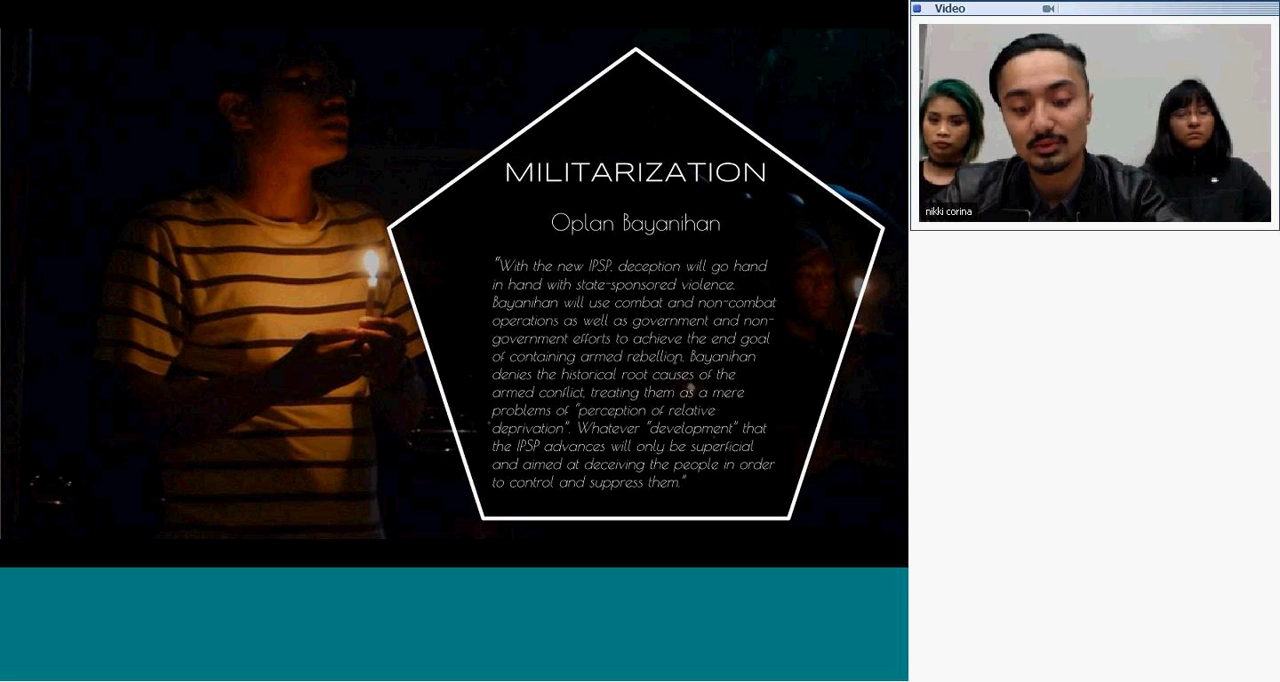 MILITARIZATION
Oplan Bayanihan
"With the new IPSP, deception will go hand
in hand with state-sponsored violence.
Bayanihan will use combat and non-combat
operations as well as government and non-
government efforts to achieve the end goal
of containing armed rebellion. Bayanihan
denies the historical root causes of the
armed conflict, treating them as a mere
problems of "perception of relative
deprivation". Whatever "development" that
the IPSP advances will only be superficial
and aimed at deceiving the people in order
to control and suppress them."
Video
nikki corina